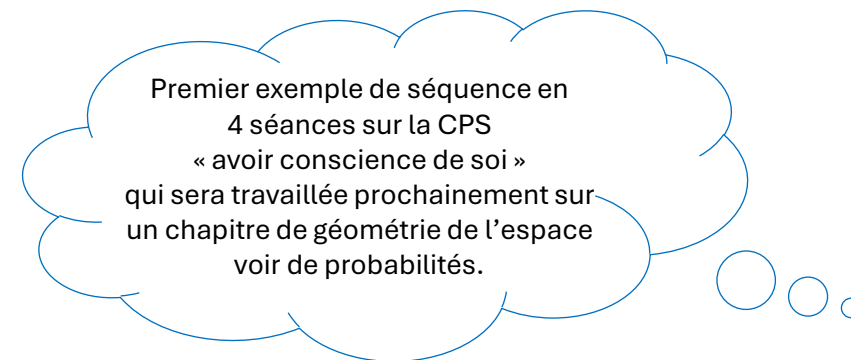 Premier exemple de séquence en
4 séances sur la CPS
« avoir conscience de soi »
qui sera travaillée prochainement sur
un chapitre de géométrie de l’espace
voir de probabilités.